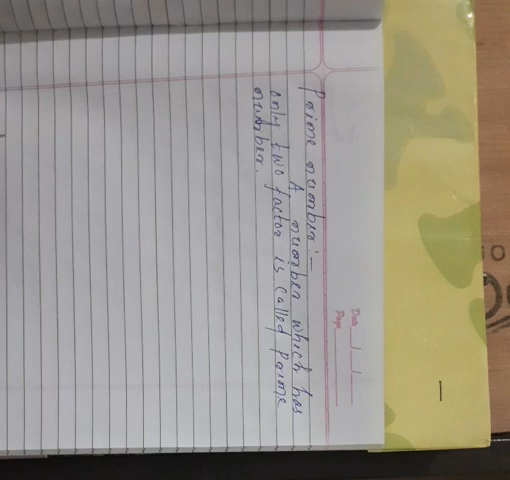 Date
Page
Prime number :-
A number which has
only two factor is called Prime
number.